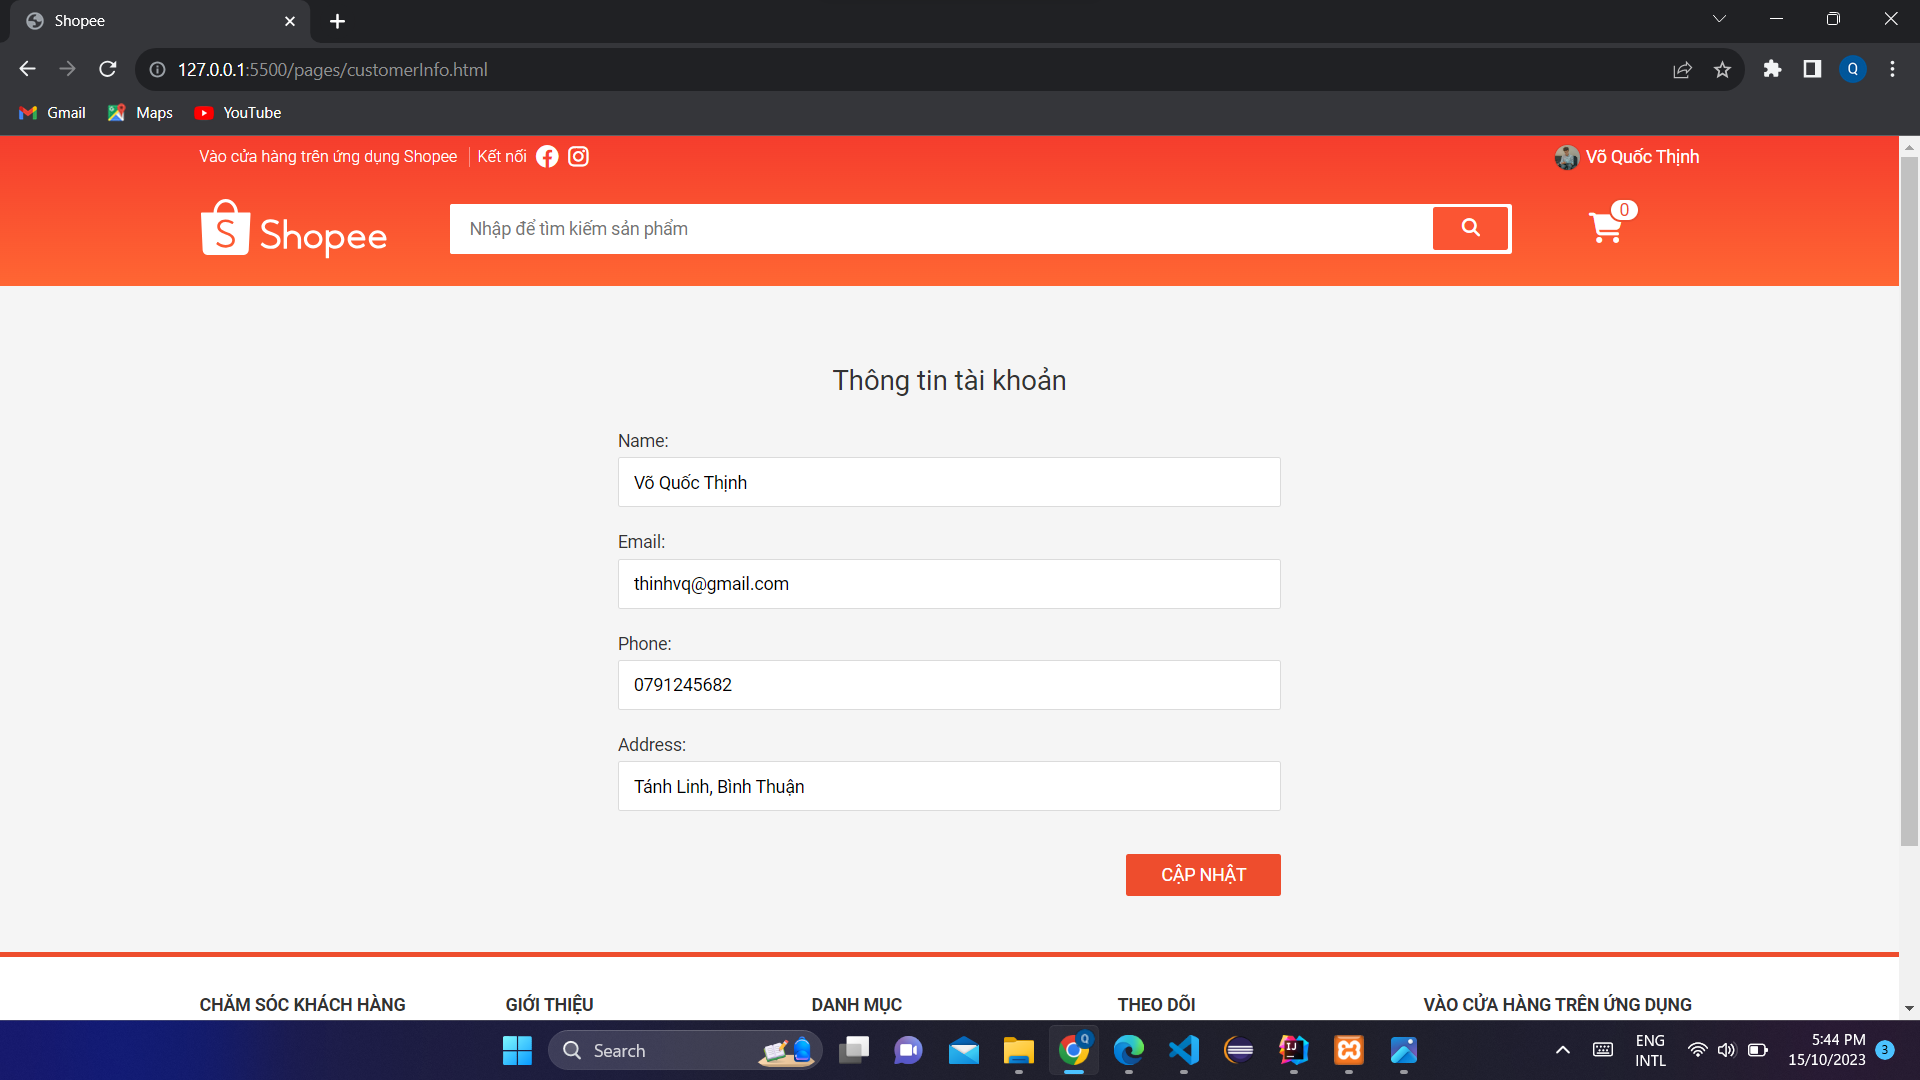 Shopee
127.0.0.1:5500/pages/customerInfo.html
Q
Gmail Maps YouTube
Vào cửa hàng trên ứng dụng Shopee Kết nối Võ Quốc Thịnh
S Shopee
Nhập để tìm kiếm sản phẩm
0
Thông tin tài khoản
Name:
Võ Quốc Thịnh
Email:
thinhvq@gmail.com
Phone:
0791245682
Address:
Tánh Linh, Bình Thuận
CẬP NHẬT
CHĂM SÓC KHÁCH HÀNG GIỚI THIỆU DANH MỤC THEO DÕI VÀO CỬA HÀNG TRÊN ỨNG DỤNG
Search
Q
IJ
ENG
INTL
5:44 PM
15/10/2023
3